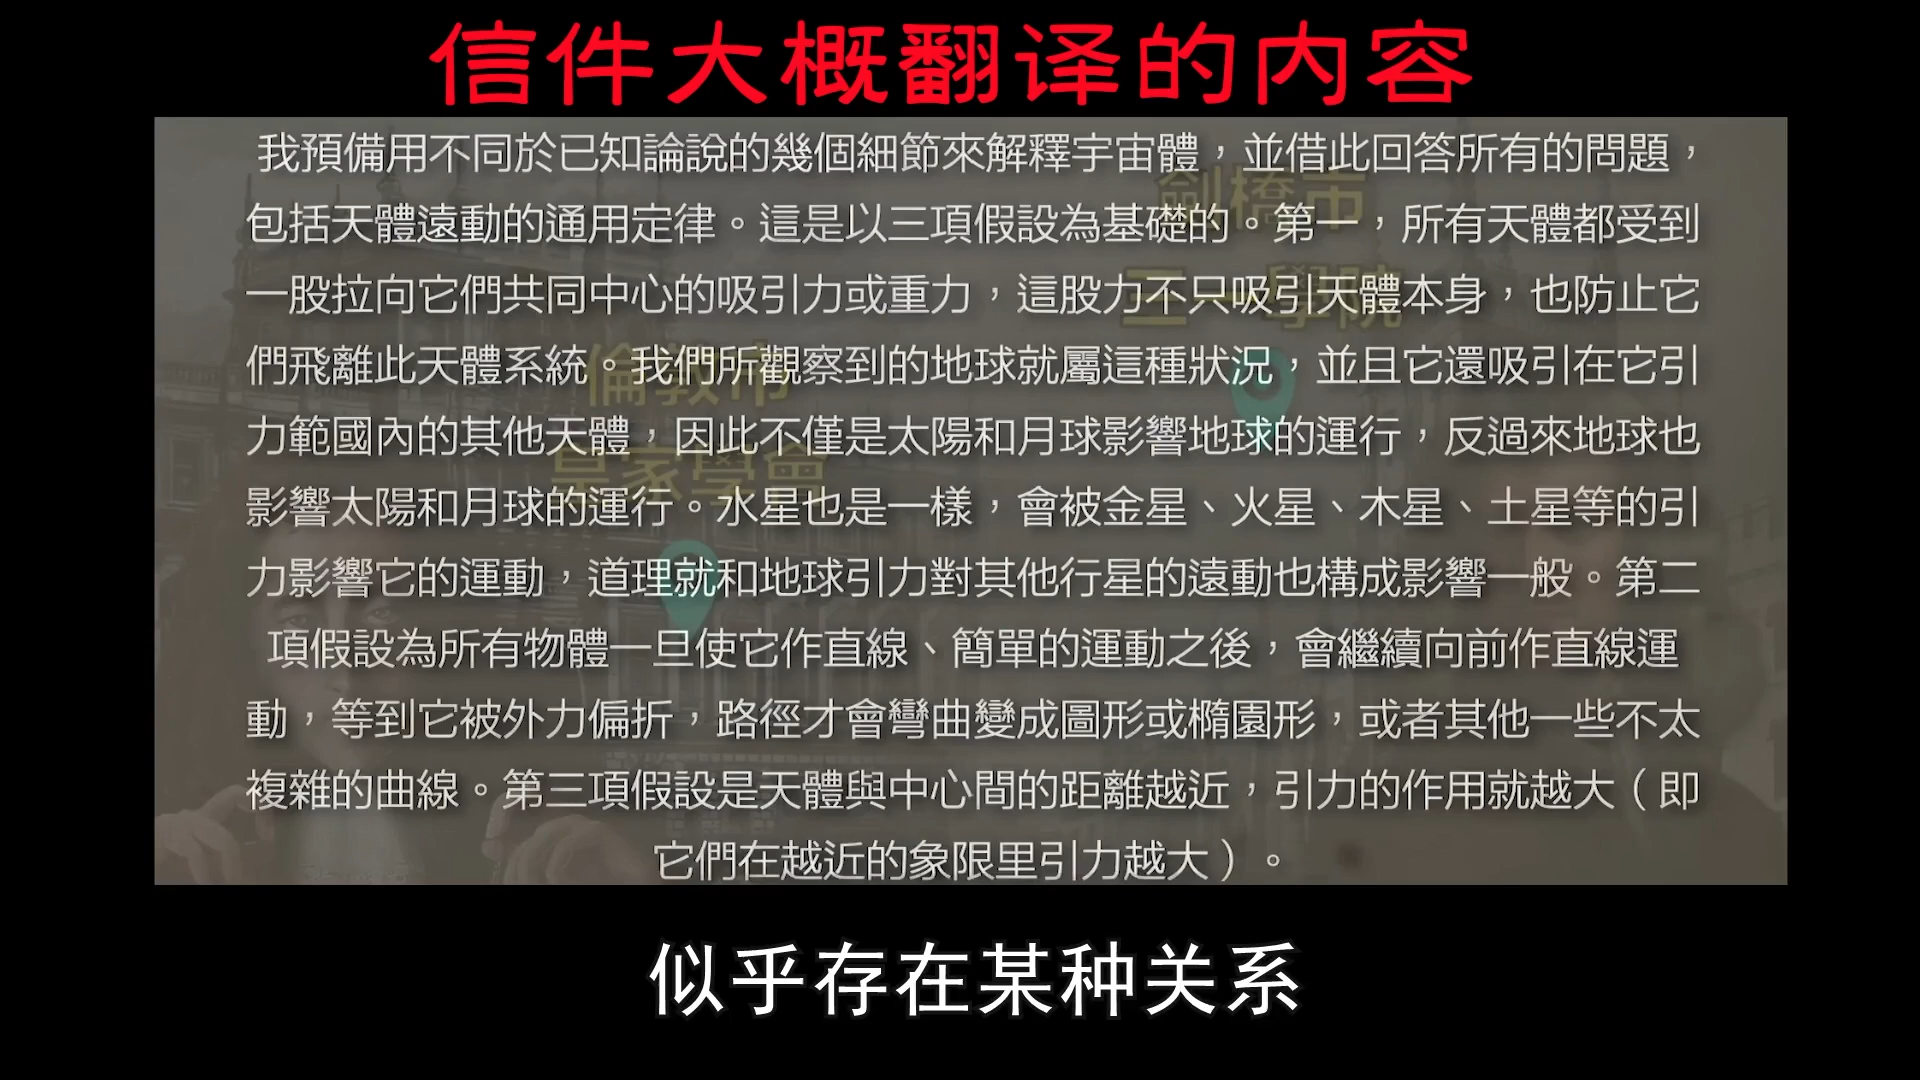 信件大概翻译的内容
我預備用不同於已知論說的幾個細節來解釋宇宙體，並借此回答所有的問題，
包括天體遠動的通用定律。這是以三項假設為基礎的。第一，所有天體都受到
一股拉向它們共同中心的吸引力或重力，這股力不只吸引天體本身，也防止它
們飛離此天體系統。我們所觀察到的地球就屬這種狀況，並且它還吸引在它引
力範國內的其他天體，因此不僅是太陽和月球影響地球的運行，反過來地球也
影響太陽和月球的運行。水星也是一樣，會被金星、火星、木星、土星等的引
力影響它的運動，道理就和地球引力對其他行星的遠動也構成影響一般。第二
項假設為所有物體一旦使它作直線、簡單的運動之後，會繼續向前作直線運
動，等到它被外力偏折，路徑才會彎曲變成圖形或橢園形，或者其他一些不太
複雜的曲線。第三項假設是天體與中心間的距離越近，引力的作用就越大（即
它們在越近的象限里引力越大）。
劍橋市
三一學院
倫敦市
皇家學會
似乎存在某种关系